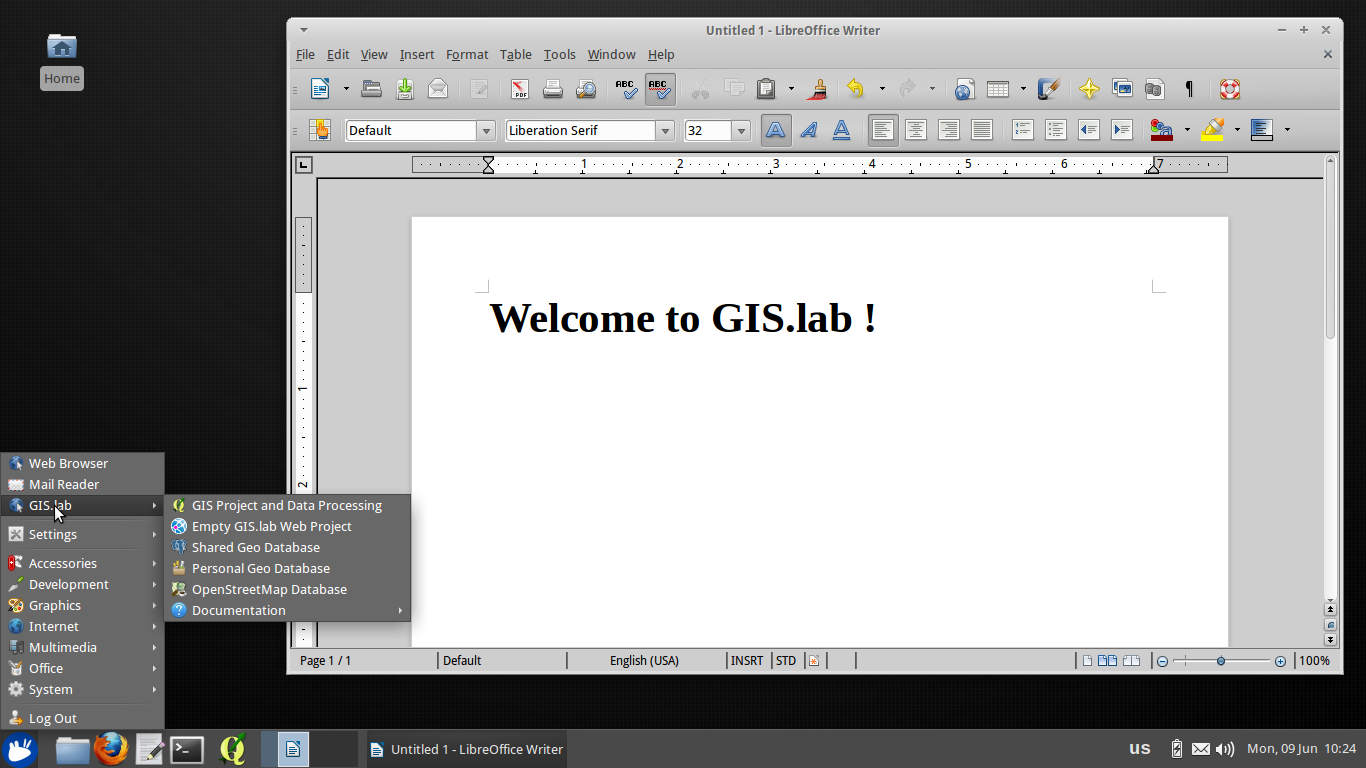 Home
Untitled 1 - LibreOffice Writer
File Edit View Insert Format Table Tools Window Help
ABC ABC
Default Liberation Serif 32
1 2 3 4 5 6 7
Welcome to GIS.lab !
1
2
Web Browser
Mail Reader
GIS.lab
Settings
Accessories
Development
Graphics
Internet
Multimedia
Office
System
Log Out
GIS Project and Data Processing
Empty GIS.lab Web Project
Shared Geo Database
Personal Geo Database
OpenStreetMap Database
Documentation
Page 1 / 1 Default English (USA) INSRT STD 100%
Untitled 1 - LibreOffice Writer us Mon, 09 Jun 10:24